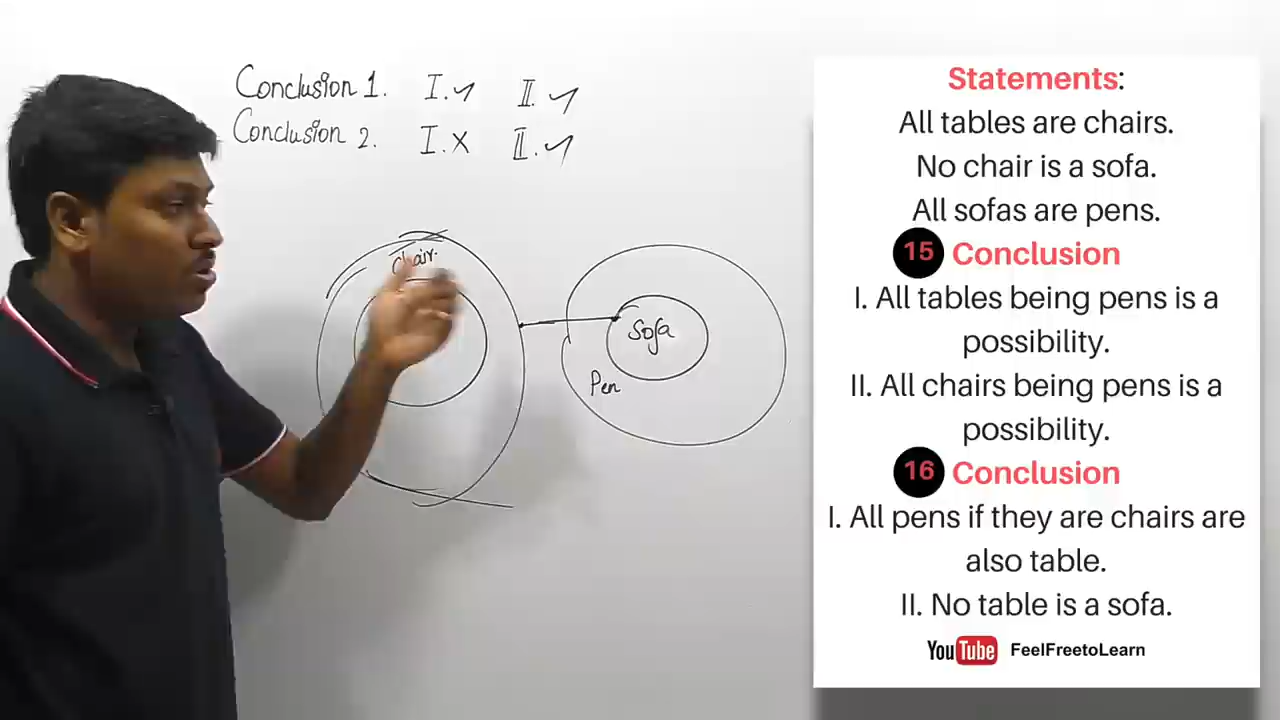 Conclusion 1. I. ✓ II. ✓
Conclusion 2. I. X II. ✓
Chair.
Sofa
Pen
Statements:
All tables are chairs.
No chair is a sofa.
All sofas are pens.
15 Conclusion
I. All tables being pens is a
possibility.
II. All chairs being pens is a
possibility.
16 Conclusion
I. All pens if they are chairs are
also table.
II. No table is a sofa.
YouTube FeelFreetoLearn